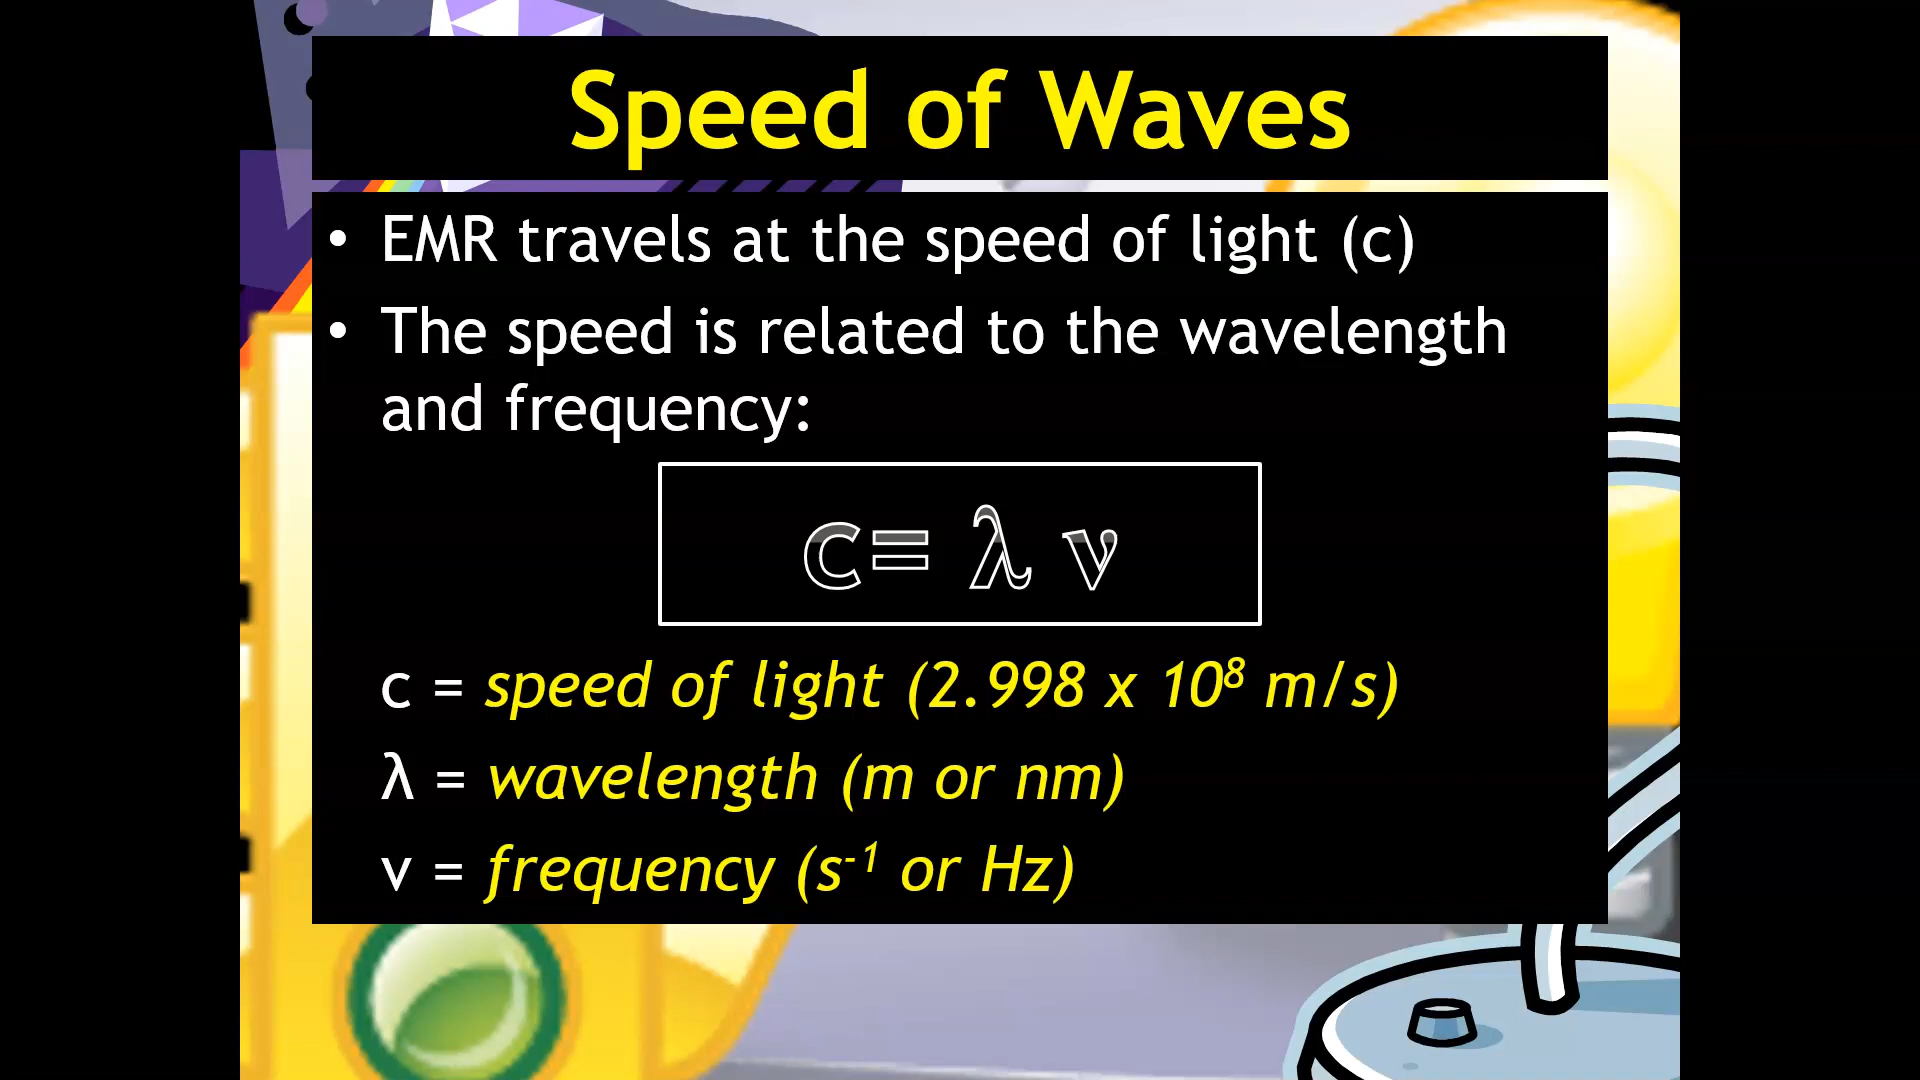 Speed of Waves
• EMR travels at the speed of light (c)
• The speed is related to the wavelength
and frequency:
c= λ ν
c = speed of light (2.998 x 10⁸ m/s)
λ = wavelength (m or nm)
ν = frequency (s⁻¹ or Hz)